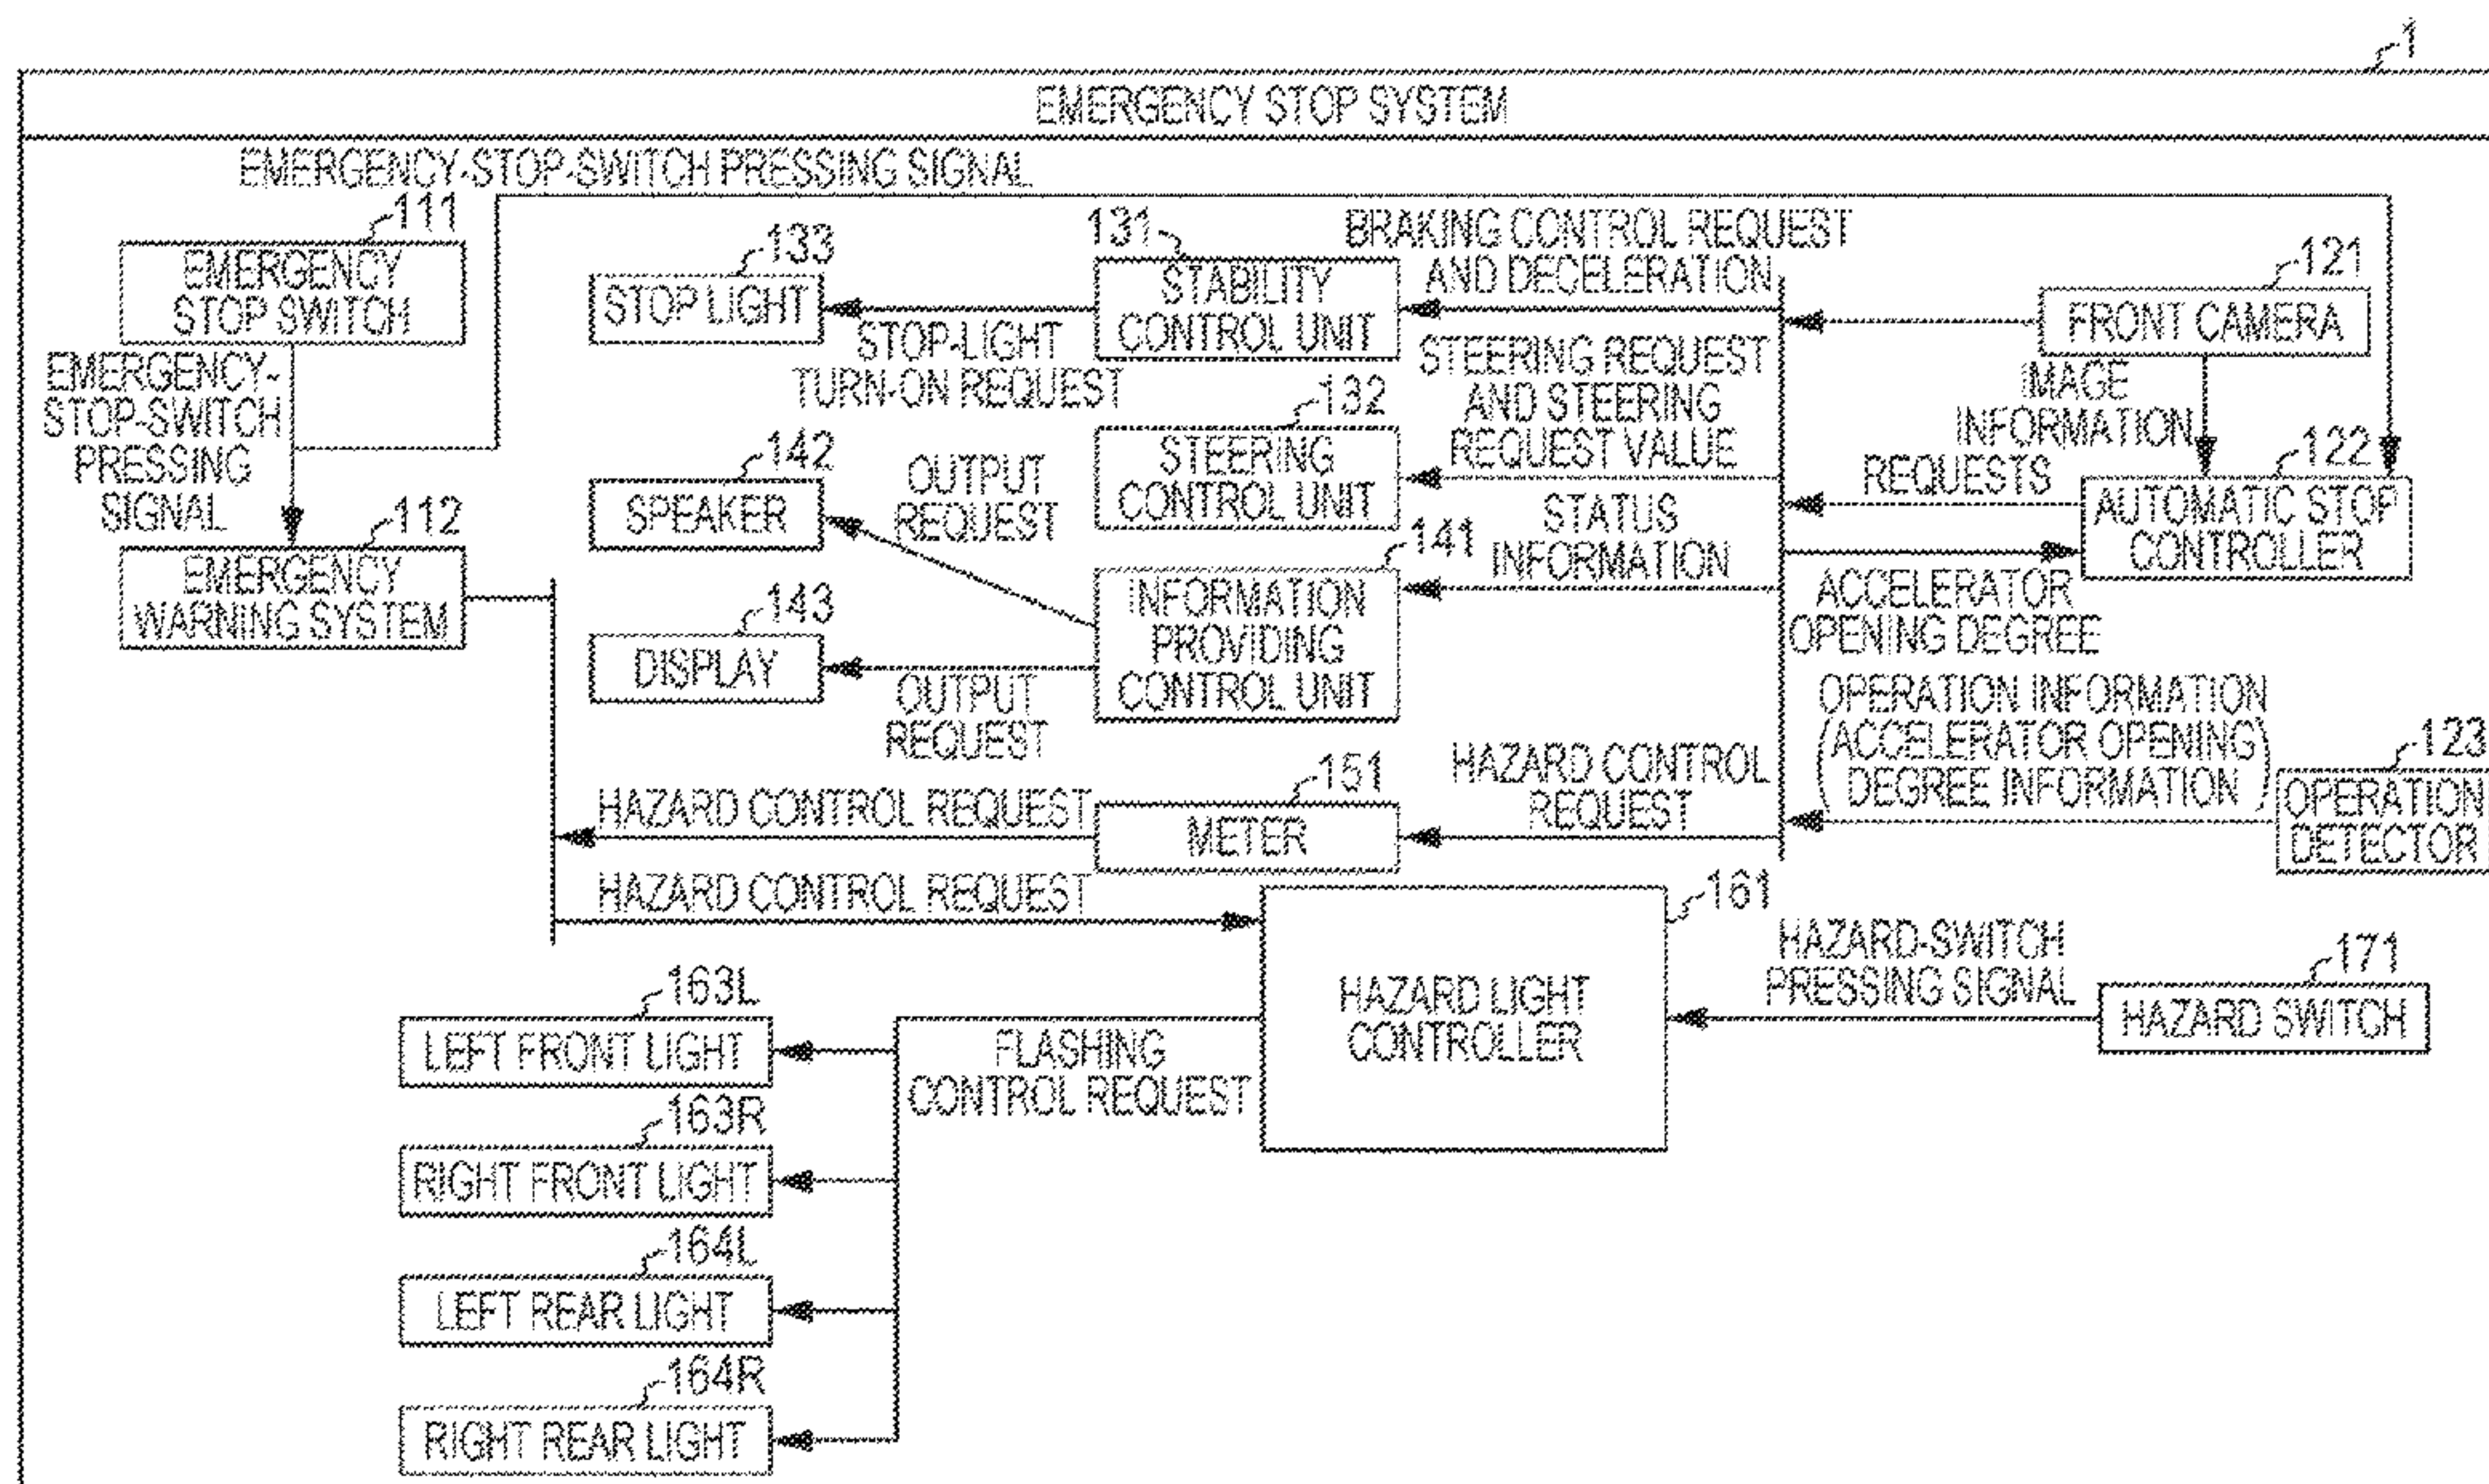 1
EMERGENCY STOP SYSTEM
EMERGENCY-STOP-SWITCH PRESSING SIGNAL
111
EMERGENCY
STOP SWITCH
EMERGENCY-
STOP-SWITCH
PRESSING
SIGNAL
112
EMERGENCY
WARNING SYSTEM
133
STOP LIGHT
STOP-LIGHT
TURN-ON REQUEST
131
STABILITY
CONTROL UNIT
BRAKING CONTROL REQUEST
AND DECELERATION
121
FRONT CAMERA
IMAGE
INFORMATION
STEERING REQUEST
AND STEERING
REQUEST VALUE
132
STEERING
CONTROL UNIT
142
SPEAKER
OUTPUT
REQUEST
REQUESTS
122
AUTOMATIC STOP
CONTROLLER
STATUS
INFORMATION
141
INFORMATION
PROVIDING
CONTROL UNIT
ACCELERATOR
OPENING DEGREE
143
DISPLAY
OUTPUT
REQUEST
OPERATION INFORMATION
(ACCELERATOR OPENING
DEGREE INFORMATION)
123
OPERATION
DETECTOR
HAZARD CONTROL
REQUEST
151
METER
HAZARD CONTROL REQUEST
HAZARD CONTROL REQUEST
161
HAZARD LIGHT
CONTROLLER
HAZARD-SWITCH
PRESSING SIGNAL
171
HAZARD SWITCH
FLASHING
CONTROL REQUEST
163L
LEFT FRONT LIGHT
163R
RIGHT FRONT LIGHT
164L
LEFT REAR LIGHT
164R
RIGHT REAR LIGHT